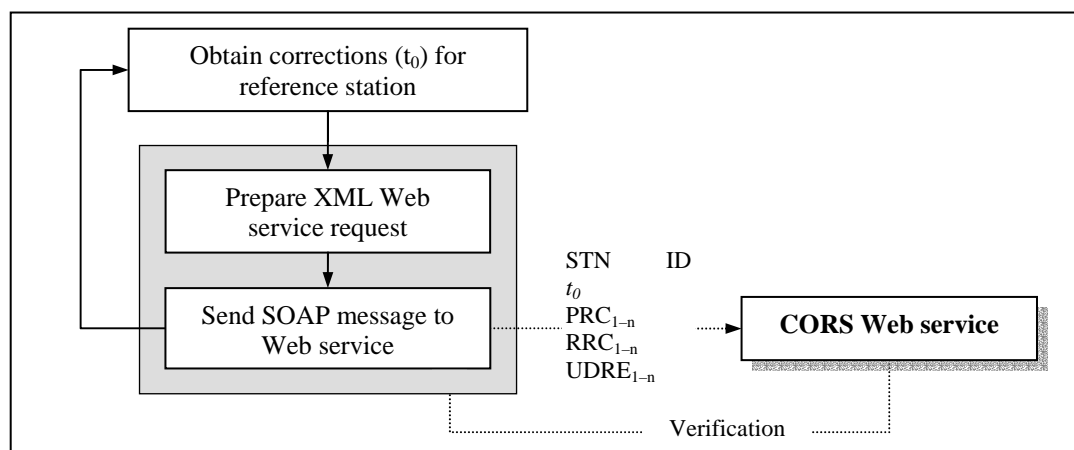 Obtain corrections (t₀) for
reference station
Prepare XML Web
service request
Send SOAP message to
Web service
STN ID
t₀
PRC₁₋ₙ
RRC₁₋ₙ
UDRE₁₋ₙ
CORS Web service
Verification